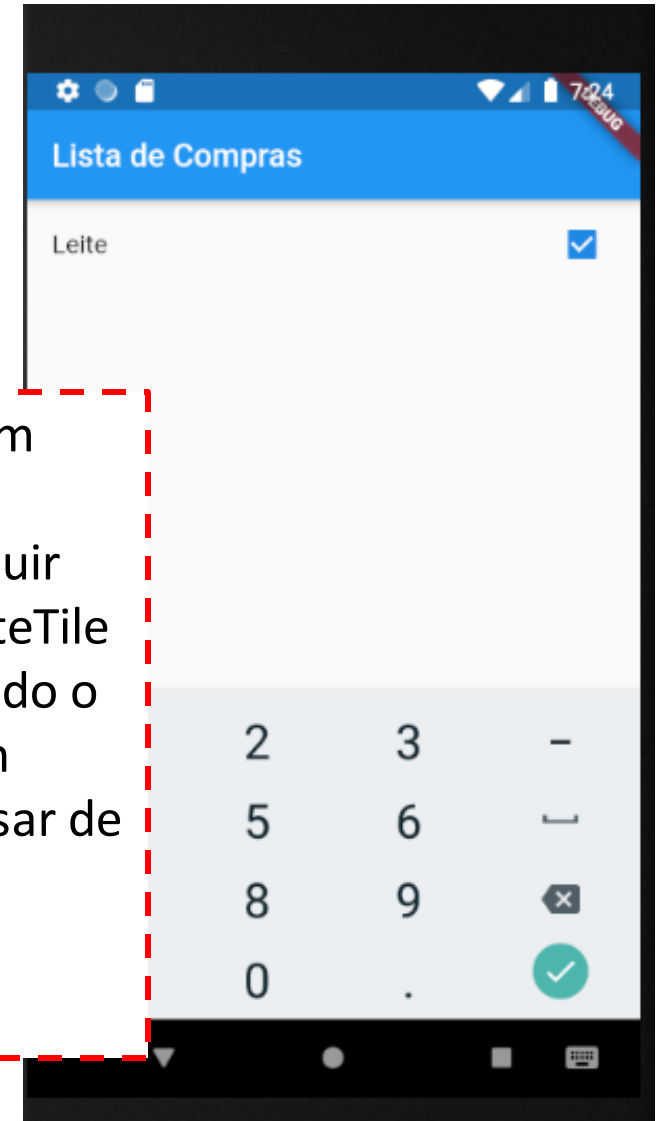 7:24
DEBUG
Lista de Compras
Leite
m
uir
teTile
do o
sar de
2 3 -
5 6
8 9
0 .